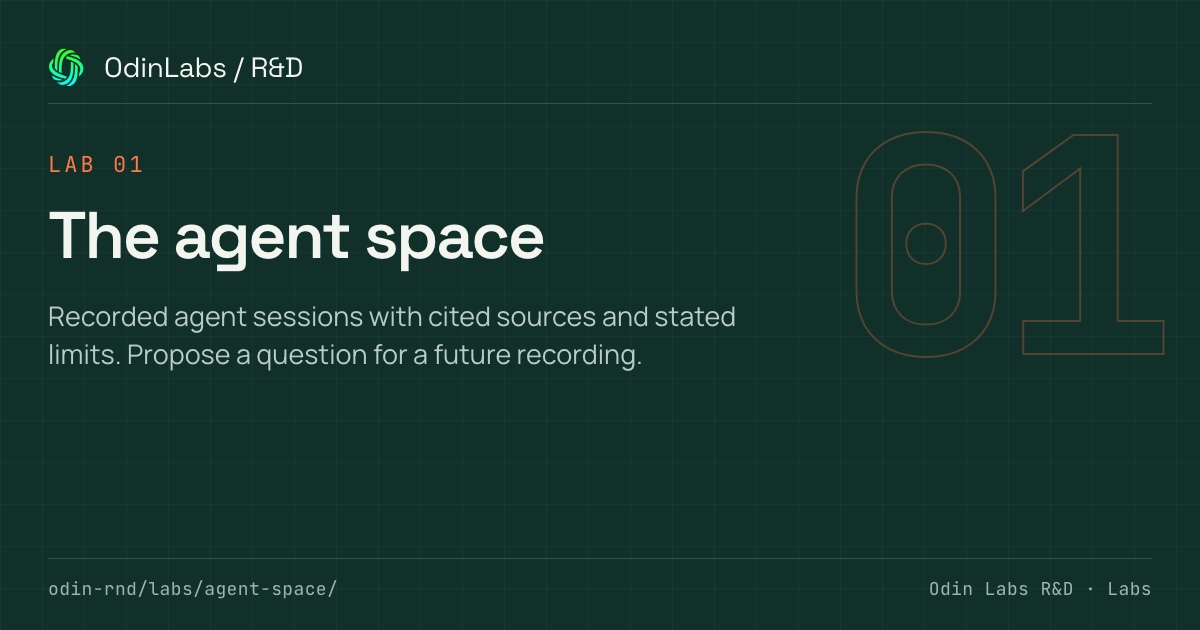 OdinLabs / R&D
LAB 01
01
The agent space
Recorded agent sessions with cited sources and stated
limits. Propose a question for a future recording.
odin-rnd/labs/agent-space/
Odin Labs R&D · Labs